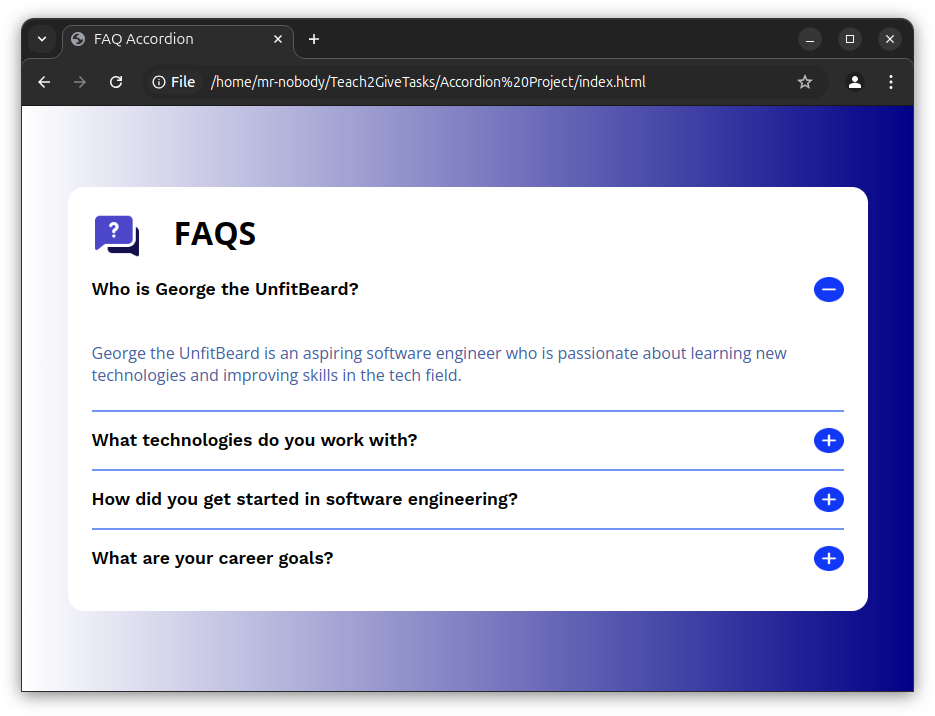 FAQ Accordion
File /home/mr-nobody/Teach2GiveTasks/Accordion%20Project/index.html
? FAQS
Who is George the UnfitBeard?
George the UnfitBeard is an aspiring software engineer who is passionate about learning new
technologies and improving skills in the tech field.
What technologies do you work with?
How did you get started in software engineering?
What are your career goals?